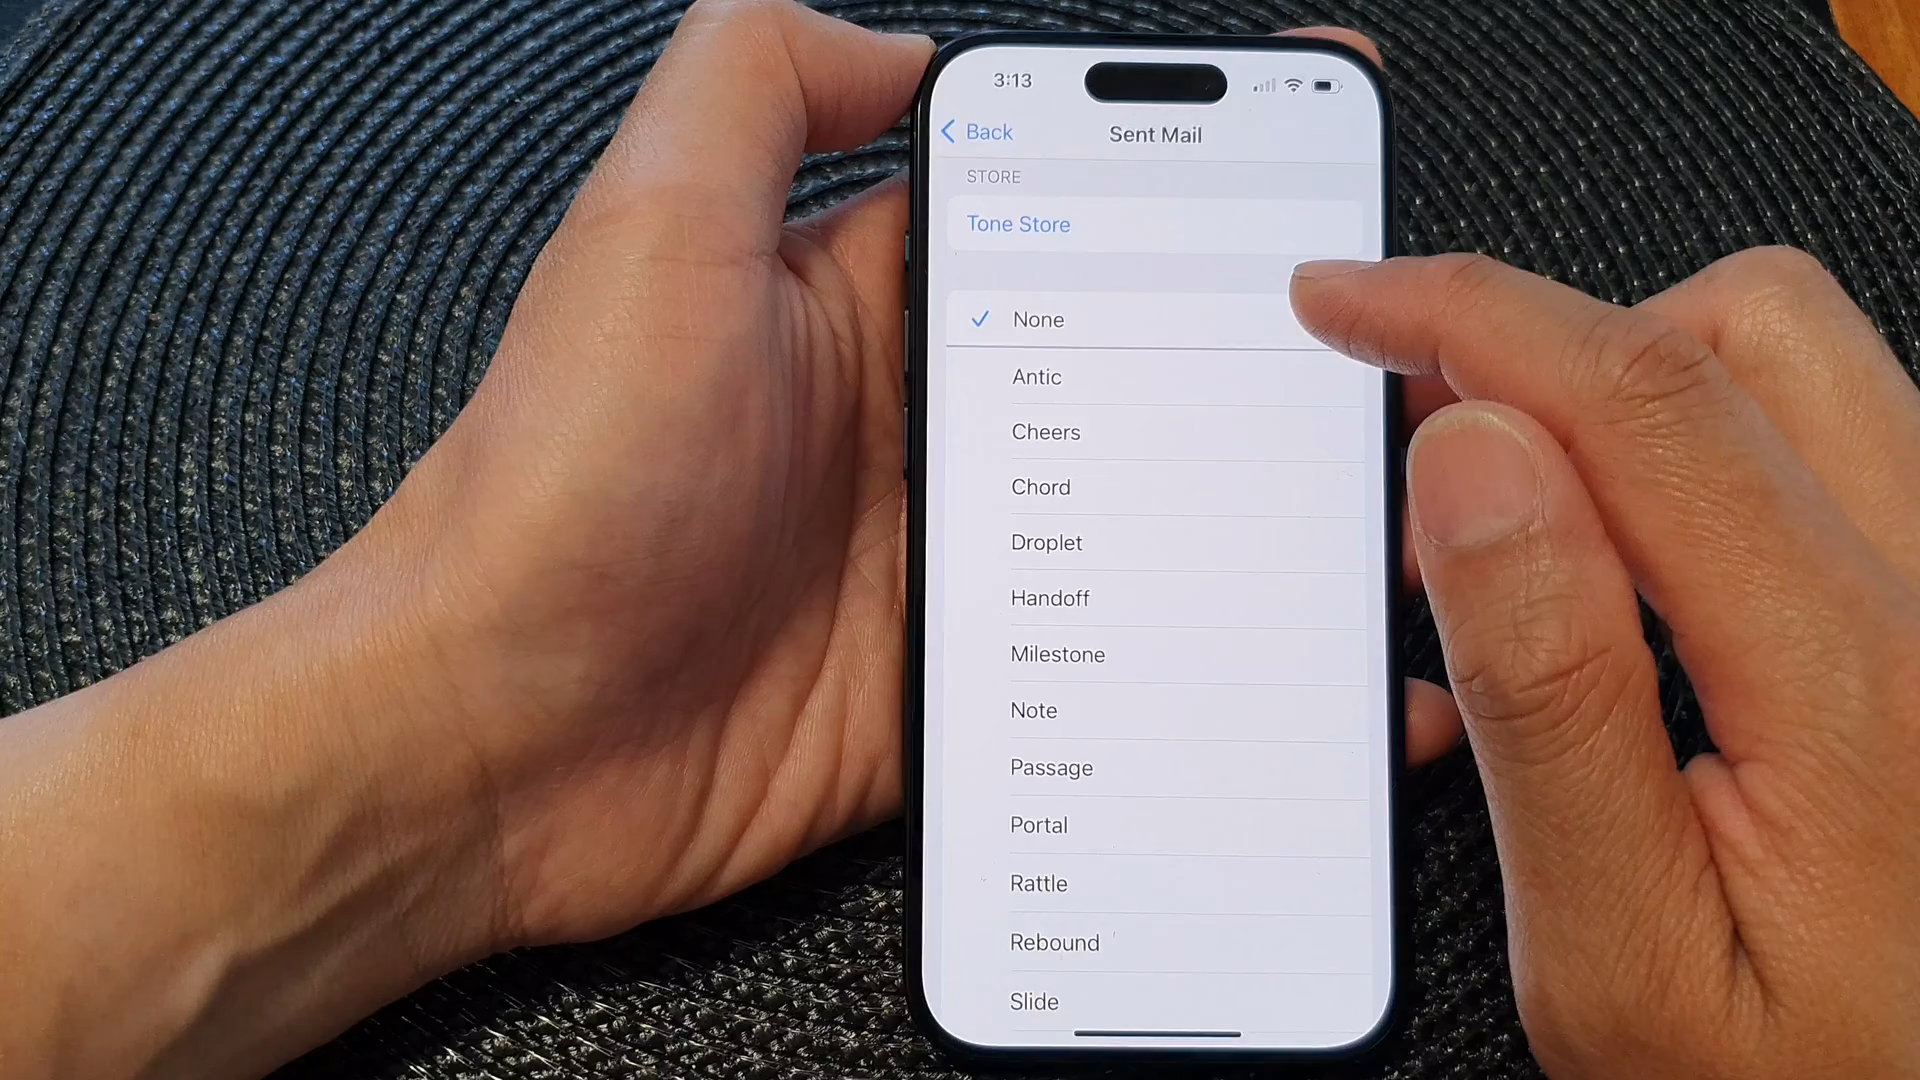 3:13
Back
Sent Mail
STORE
Tone Store
None
Antic
Cheers
Chord
Droplet
Handoff
Milestone
Note
Passage
Portal
Rattle
Rebound
Slide